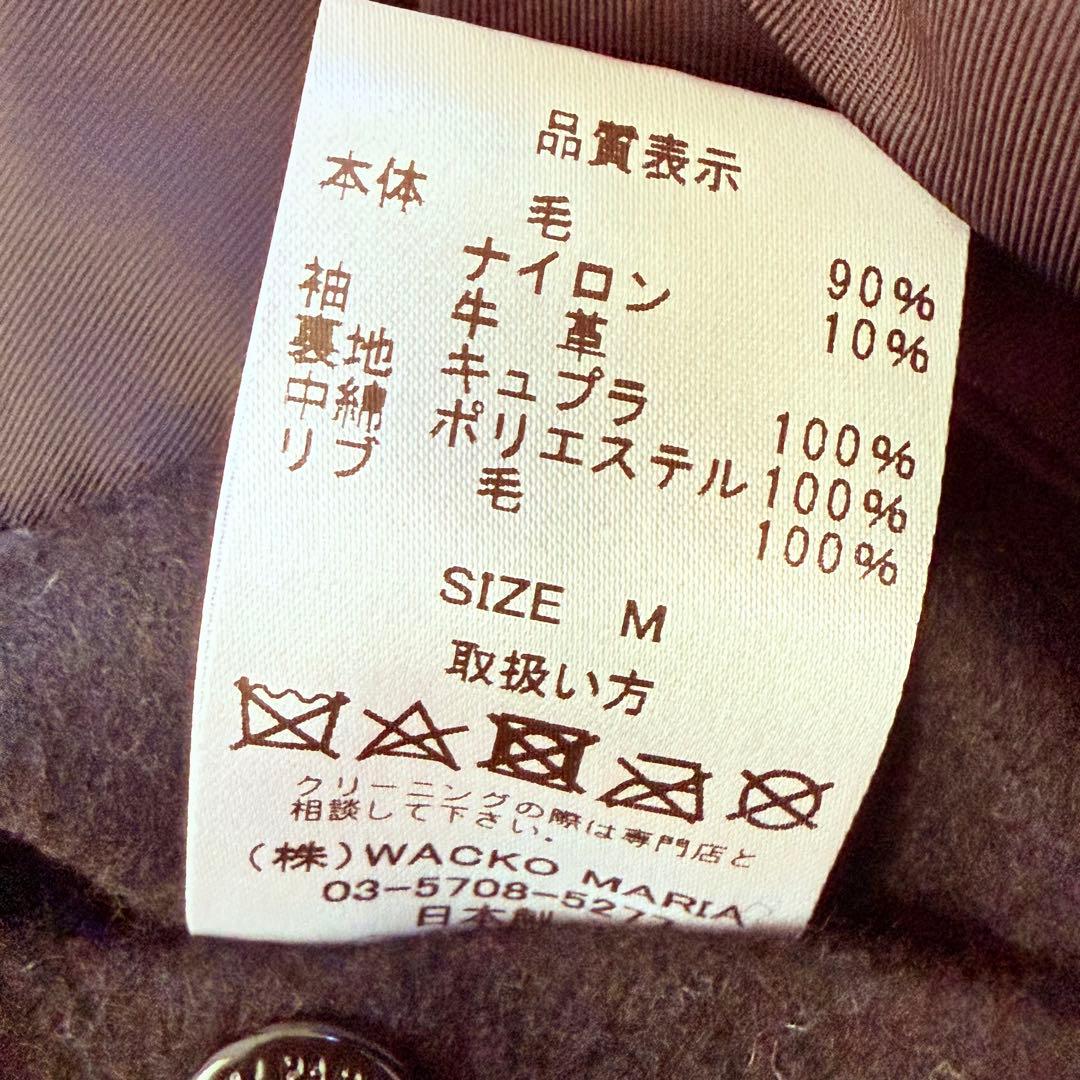 品質表示
本体 毛 90%
ナイロン 10%
袖 牛革
裏地 キュプラ 100%
中綿 ポリエステル 100%
リブ 毛 100%
SIZE M
取扱い方
クリーニングの際は専門店と
相談して下さい.
(株)WACKO MARIA
03-5708-527
日本製